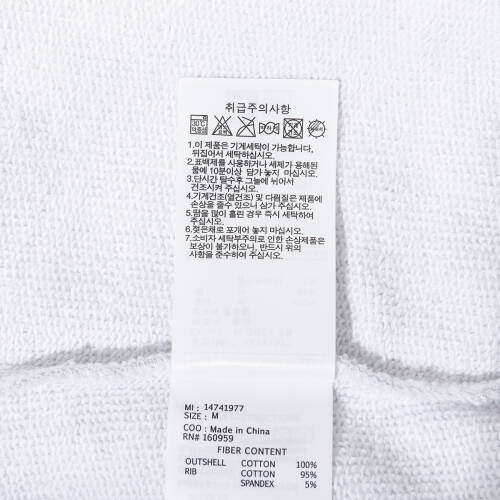 취급주의사항
30℃
약중성
1.이 제품은 기계세탁이 가능합니다,
뒤집어서 세탁하십시오.
2.표백제를 사용하거나 세제가 용해된
물에 10분이상 담가 놓지 마십시오.
3.단시간 탈수후 그늘에 뉘어서
건조시켜 주십시오.
4.기계건조(열건조) 및 다림질은 제품에
손상을 줄수 있으니 삼가 주십시오.
5.땀을 많이 흘린 경우 즉시 세탁하여
주십시오.
6.젖은채로 포개어 놓지 마십시오.
7.소비자 세탁부주의로 인한 손상제품은
보상이 불가하오니, 반드시 위의
사항을 준수하여 주십시오.
MI: 14741977
SIZE: M
COO: Made in China
RN# 160959
FIBER CONTENT
OUTSHELL COTTON 100%
RIB COTTON 95%
SPANDEX 5%